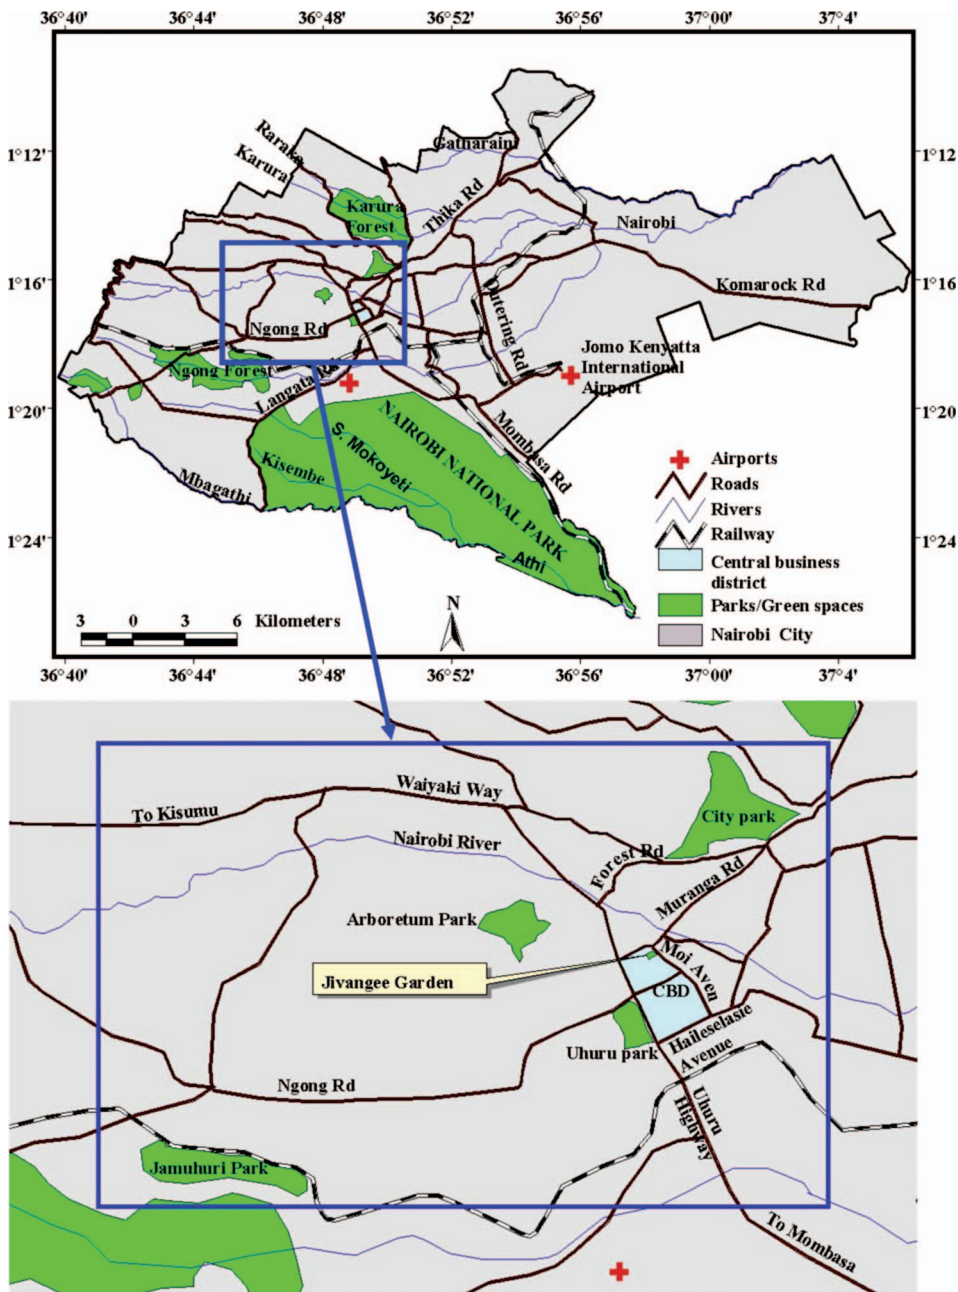 36°40' 36°44' 36°48' 36°52' 36°56' 37°00' 37°4'
Raraka
Gatharaini
1°12' 1°12
Karura
Thika Rd
Karura
Forest
Nairobi
1°16' 1°16
Komarock Rd
Ngong Rd
Outering Rd
Jomo Kenyatta
International
Airport
Ngong Forest
Langata Rd
1°20' 1°20
NAIROBI NATIONAL PARK
S. Mokoyeti
Mombasa Rd
Kisembe
Mbagathi
Airports
Roads
Rivers
1°24' 1°24
Railway
Athi
Central business
district
Parks/Green spaces
Nairobi City
3 0 3 6 Kilometers
N
36°40' 36°44' 36°48' 36°52' 36°56' 37°00' 37°4'
Waiyaki Way
To Kisumu
City park
Nairobi River
Forest Rd
Muranga Rd
Arboretum Park
Moi Aven
Jivangee Garden
CBD
Haileselasie
Avenue
Uhuru park
Ngong Rd
Uhuru
Highway
Jamuhuri Park
To Mombasa